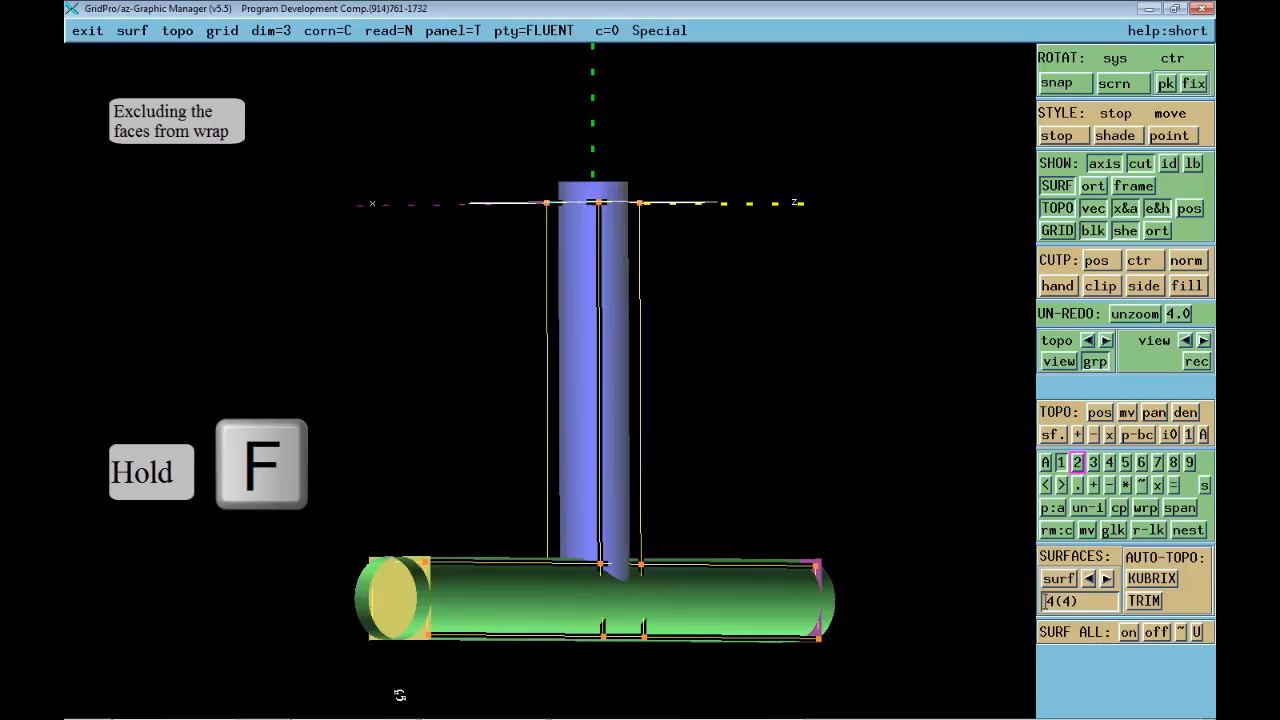 GridPro/az-Graphic Manager (v5.5) Program Development Comp.(914)761-1732
exit surf topo grid dim=3 corn=C read=N panel=T pty=FLUENT c=0 Special help:short
Excluding the
faces from wrap
Hold F
x
z
ROTAT: sys ctr
snap scrn pk fix
STYLE: stop move
stop shade point
SHOW: axis cut id lb
SURF ort frame
TOPO vec x&a e&h pos
GRID blk she ort
CUTP: pos ctr norm
hand clip side fill
UN-REDO: unzoom 4.0
topo view
view grp rec
TOPO: pos mv pan den
sf. + - x p-bc i0 1 A
A 1 2 3 4 5 6 7 8 9
< > . + - * ~ x = s
p:a un-i cp wrp span
rm:c mv glk r-lk nest
SURFACES: AUTO-TOPO:
surf KUBRIX
4(4) TRIM
SURF ALL: on off ~ U